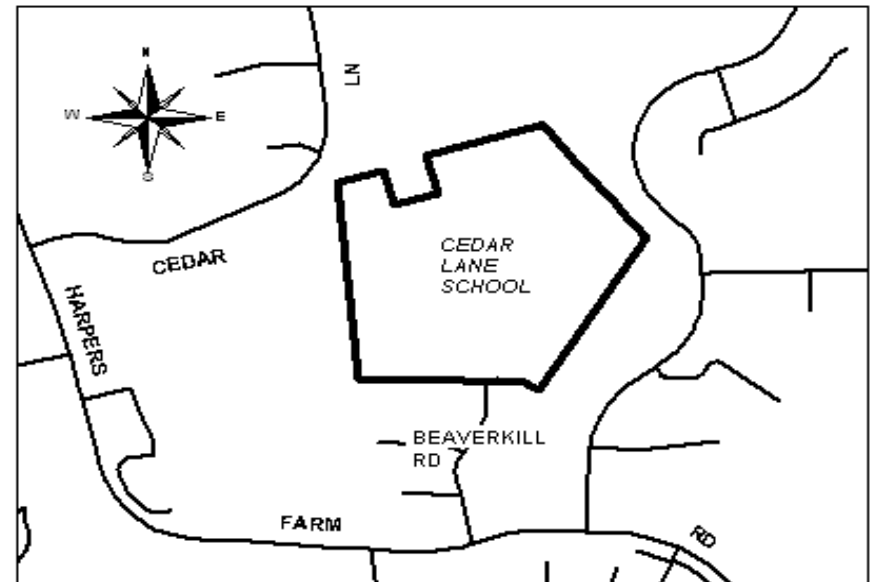 N
LN
W
E
S
CEDAR
LANE
SCHOOL
CEDAR
HARPERS
BEAVERKILL
RD
FARM
RD